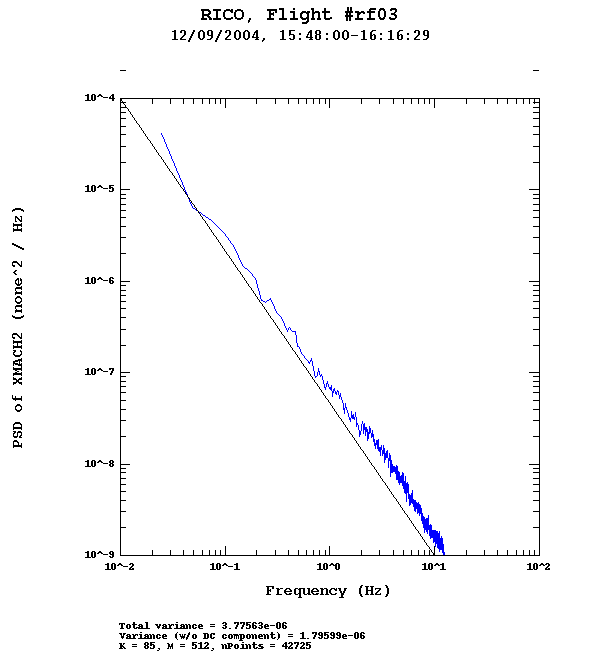 RICO, Flight #rf03
12/09/2004, 15:48:00-16:16:29
10^-4
10^-5
10^-6
10^-7
10^-8
10^-9
PSD of XMACH2 (none^2 / Hz)
10^-2 10^-1 10^0 10^1 10^2
Frequency (Hz)
Total variance = 3.77563e-06
Variance (w/o DC component) = 1.79599e-06
K = 85, M = 512, nPoints = 42725